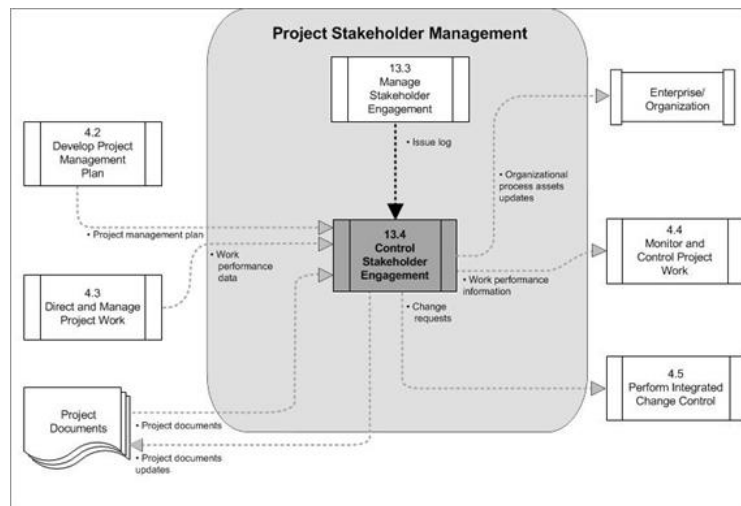 Project Stakeholder Management
13.3
Manage
Stakeholder
Engagement
Enterprise/
Organization
4.2
Develop Project
Management
Plan
• Issue log
• Organizational
process assets
updates
13.4
Control
Stakeholder
Engagement
4.4
Monitor and
Control Project
Work
• Project management plan
• Work
performance
data
4.3
Direct and Manage
Project Work
• Work performance
information
• Change
requests
4.5
Perform Integrated
Change Control
Project
Documents
• Project documents
• Project documents
updates